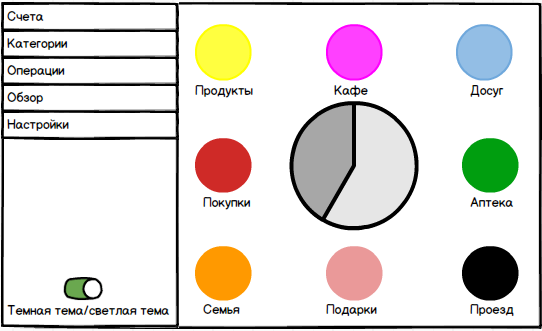 Счета
Категории
Операции
Обзор
Настройки
Темная тема/светлая тема
Продукты
Кафе
Досуг
Покупки
Аптека
Семья
Подарки
Проезд